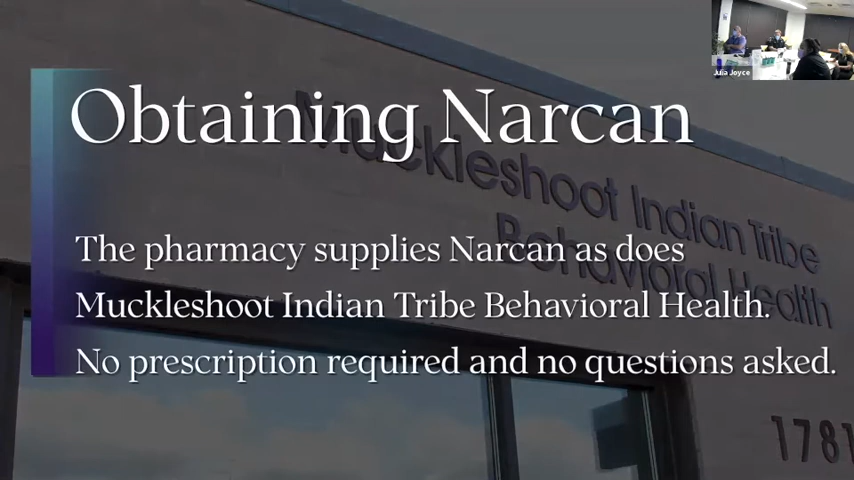 Julia Joyce
Obtaining Narcan
Muckleshoot Indian Tribe
Behavioral Health
The pharmacy supplies Narcan as does
Muckleshoot Indian Tribe Behavioral Health.
No prescription required and no questions asked.
1781